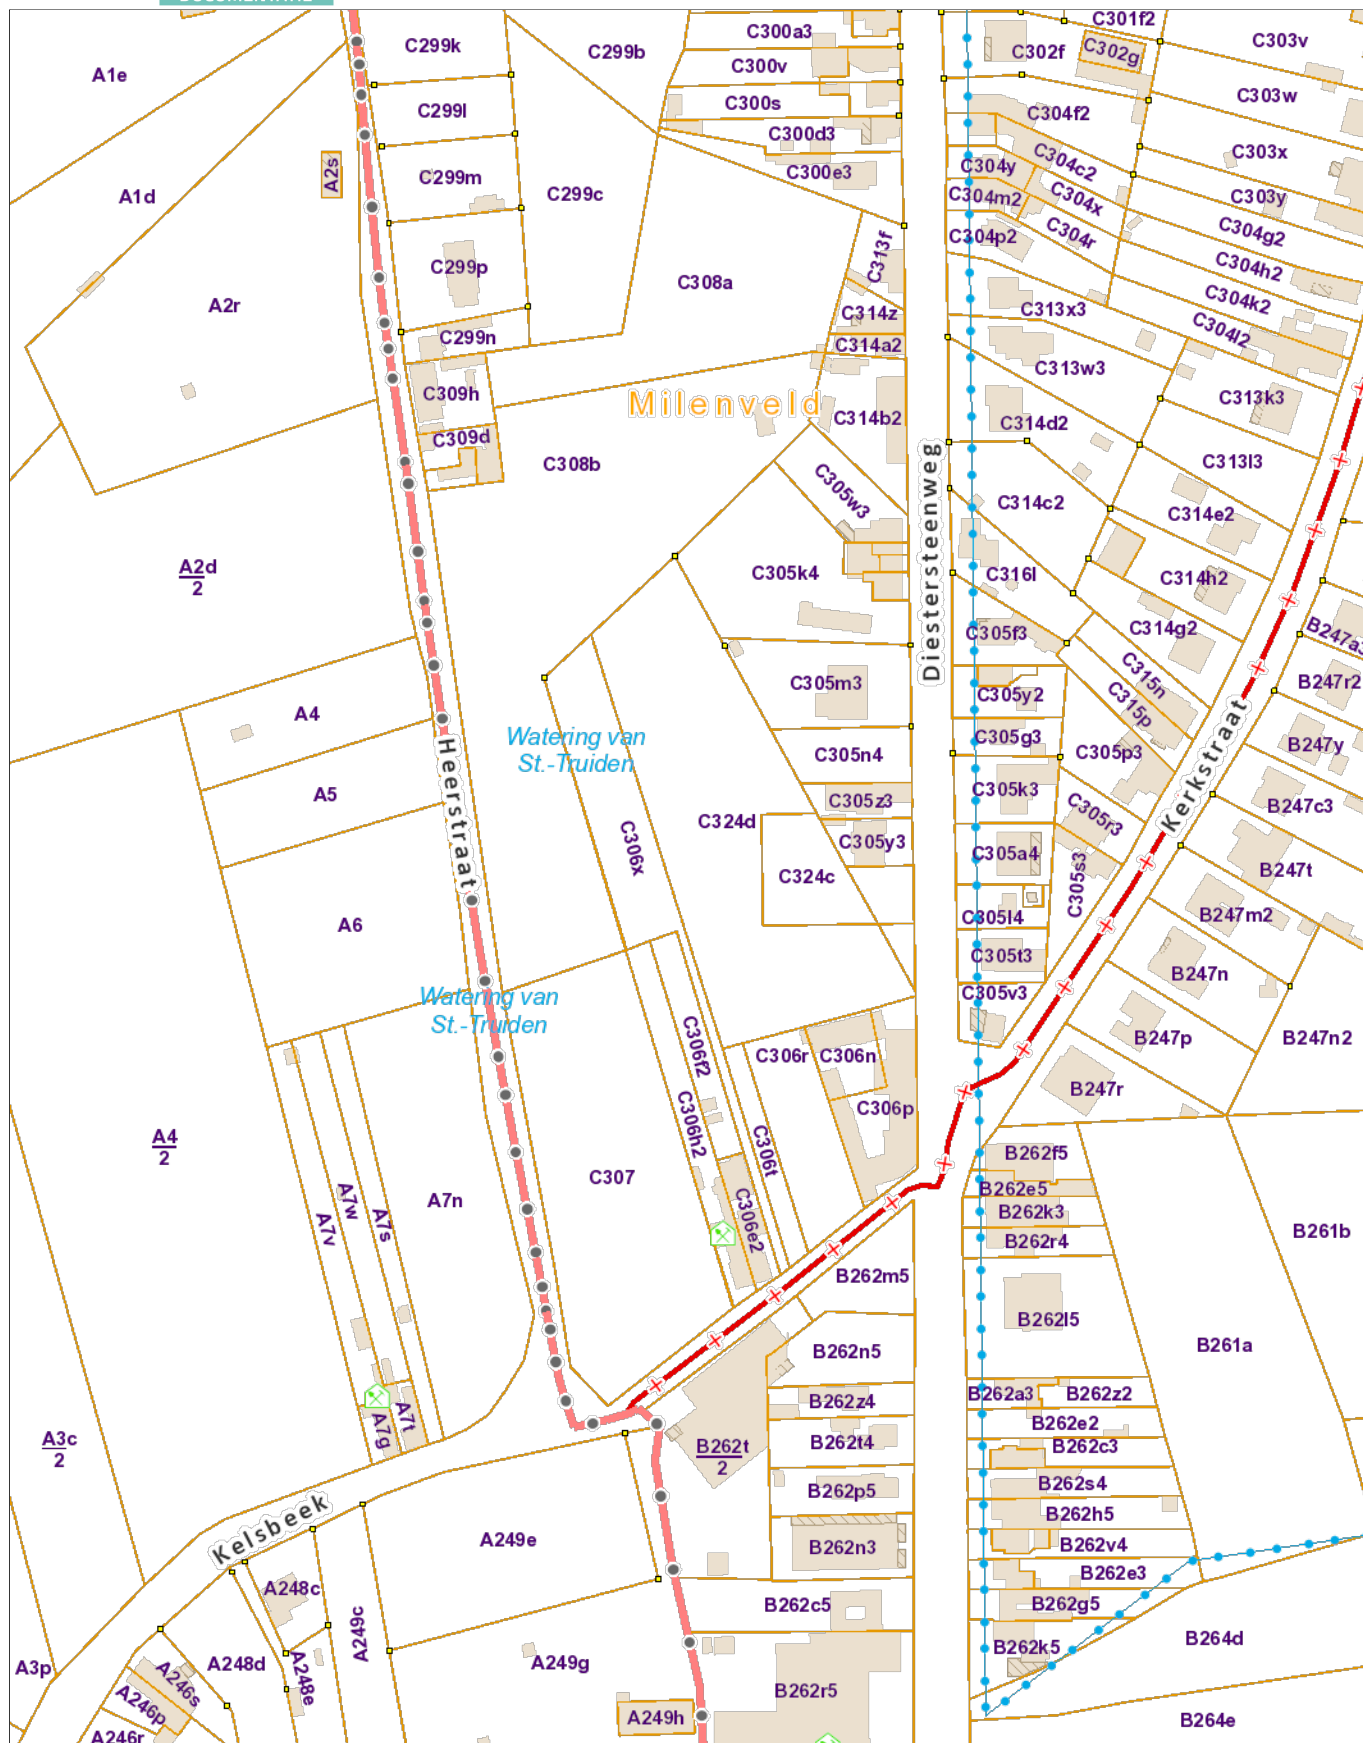 C301f2
C300a3
C299k
C299b
C302f
C302g
C303v
A1e
C300v
C303w
C300s
C299l
C304f2
C300d3
C303x
C304c2
C304y
A2s
C300e3
C299m
A1d
C299c
C304m2
C304x
C303y
C304r
C304g2
C304p2
C313f
C299p
C304h2
C308a
A2r
C304k2
C314z
C313x3
C304l2
C299n
C314a2
C313w3
C309h
C313k3
Milenveld
C314b2
C314d2
C309d
C308b
C313l3
C305w3
C314c2
C314e2
Diestersteenweg
A2d
2
C305k4
C316l
C314h2
C305f3
C314g2
B247a3
C315n
C305m3
B247r2
C305y2
C315p
A4
Watering van
St.-Truiden
C305g3
B247y
C305n4
C305p3
Heerstraat
Kerkstraat
A5
C305k3
C305z3
B247c3
C324d
C305r3
C306x
C305y3
C305a4
B247t
C324c
C305s3
C305l4
B247m2
A6
C305t3
B247n
Watering van
St.-Truiden
C305v3
C306f2
C306r
C306n
B247p
B247n2
B247r
C306p
C306h2
A4
2
C306t
B262f5
C307
B262e5
A7w
A7n
B262k3
C306e2
A7s
A7v
B262r4
B261b
B262m5
B262l5
B261a
B262n5
B262a3
B262z2
B262z4
A7t
A7g
B262e2
A3c
2
B262t
2
B262t4
B262c3
B262s4
B262p5
B262h5
Kelsbeek
A249e
B262n3
B262v4
B262e3
A248c
B262c5
B262g5
A249c
B264d
B262k5
A248d
A249g
A3p
A246s
A248e
B262r5
A246p
A249h
B264e
A246r